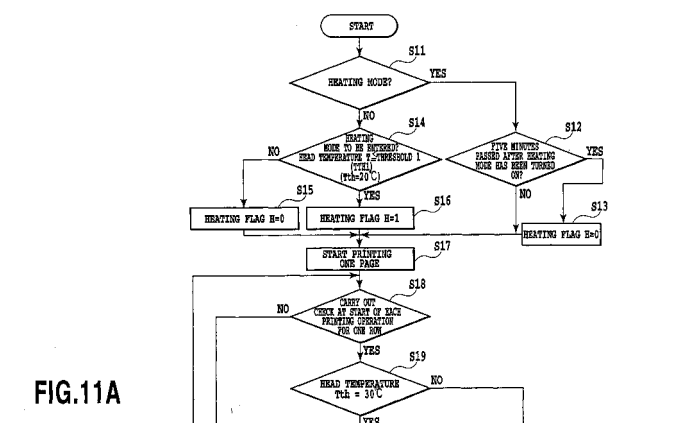 START
S11
HEATING MODE?
YES
NO
S14
HEATING
MODE TO BE ENTERED?
HEAD TEMPERATURE T≦THRESHOLD 1
(TTH1)
(Tth=20℃)
NO
YES
S12
FIVE MINUTES
PASSED AFTER HEATING
MODE HAS BEEN TURNED
ON?
YES
NO
S15
HEATING FLAG H=0
S16
HEATING FLAG H=1
S13
HEATING FLAG H=0
S17
START PRINTING
ONE PAGE
S18
CARRY OUT
CHECK AT START OF EACH
PRINTING OPERATION
FOR ONE ROW
NO
YES
S19
HEAD TEMPERATURE
Tth = 30℃
NO
YES
FIG.11A